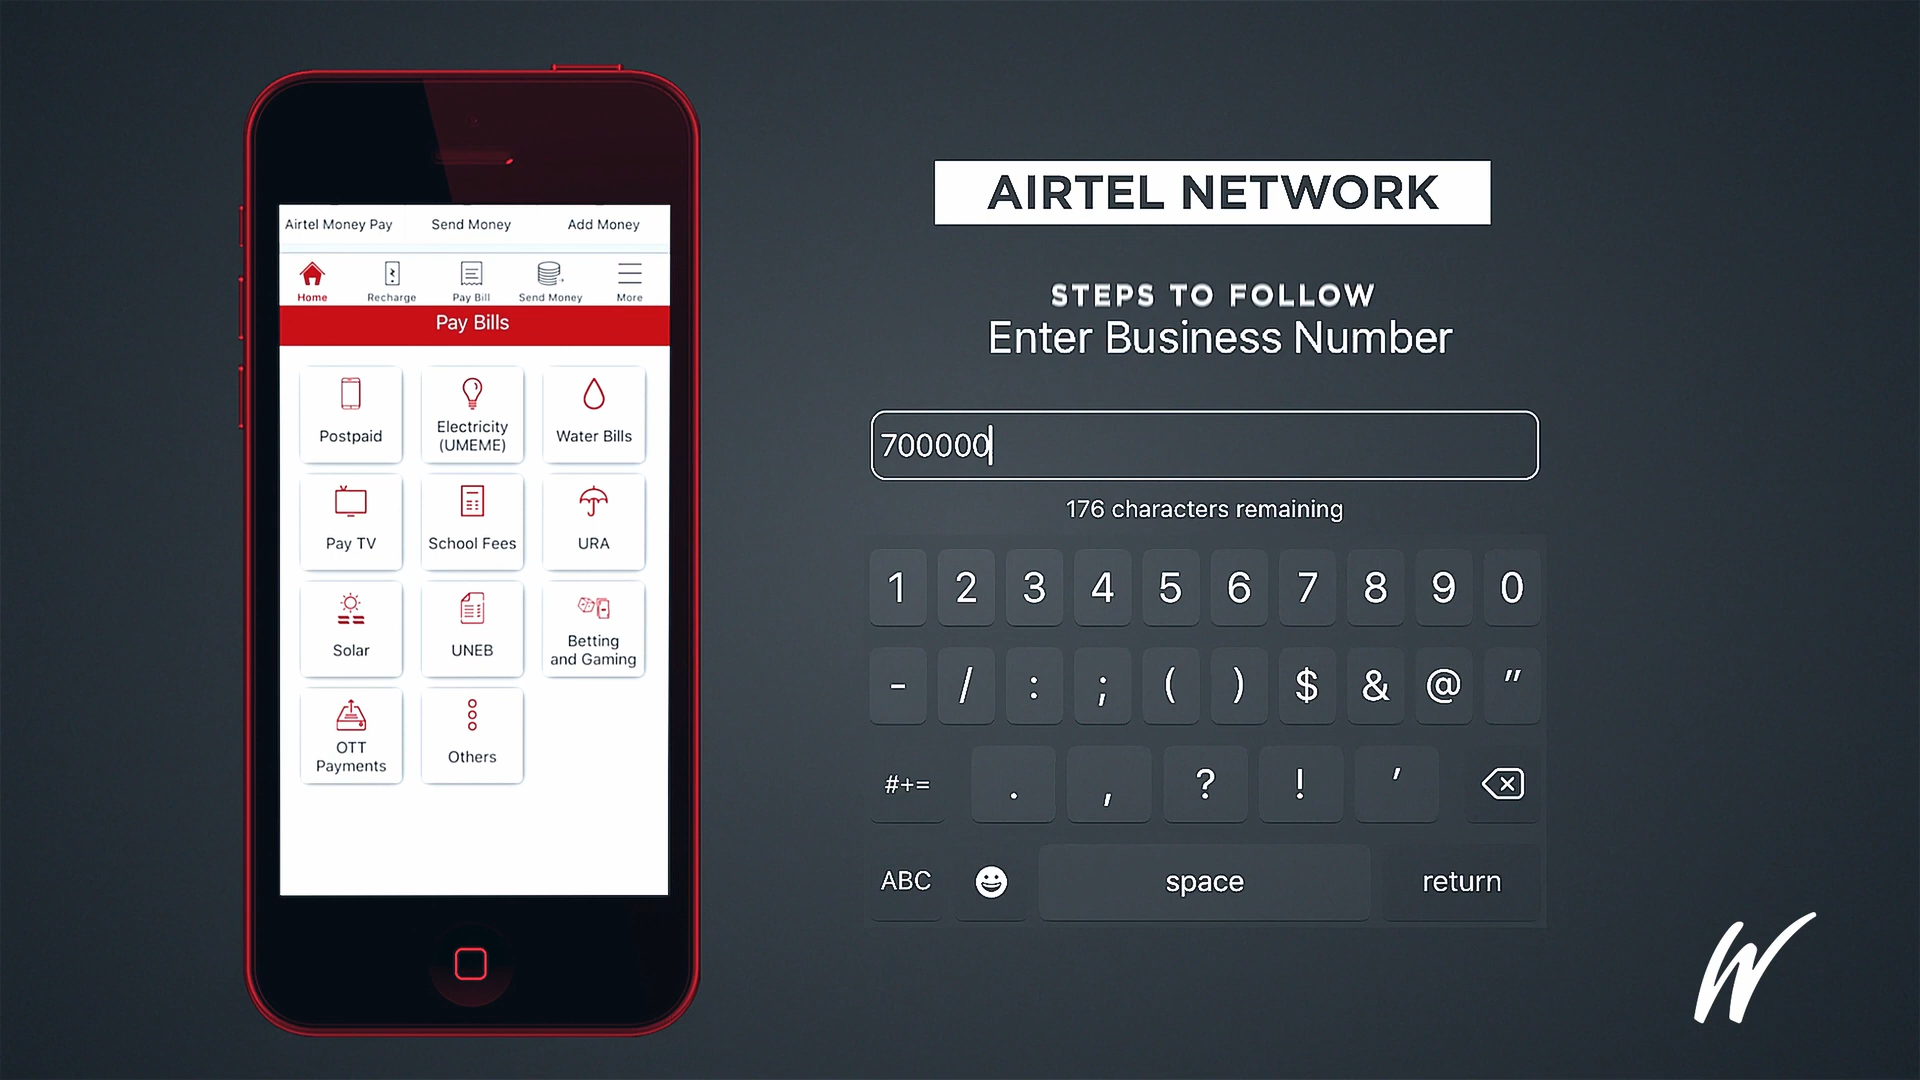 Airtel Money Pay Send Money Add Money
Home Recharge Pay Bill Send Money More
Pay Bills
Postpaid
Electricity
(UMEME)
Water Bills
Pay TV
School Fees
URA
Solar
UNEB
Betting
and Gaming
OTT
Payments
Others
AIRTEL NETWORK
STEPS TO FOLLOW
Enter Business Number
700000
176 characters remaining
1 2 3 4 5 6 7 8 9 0
- / : ; ( ) $ & @ "
#+= . , ? ! '
ABC space return
W